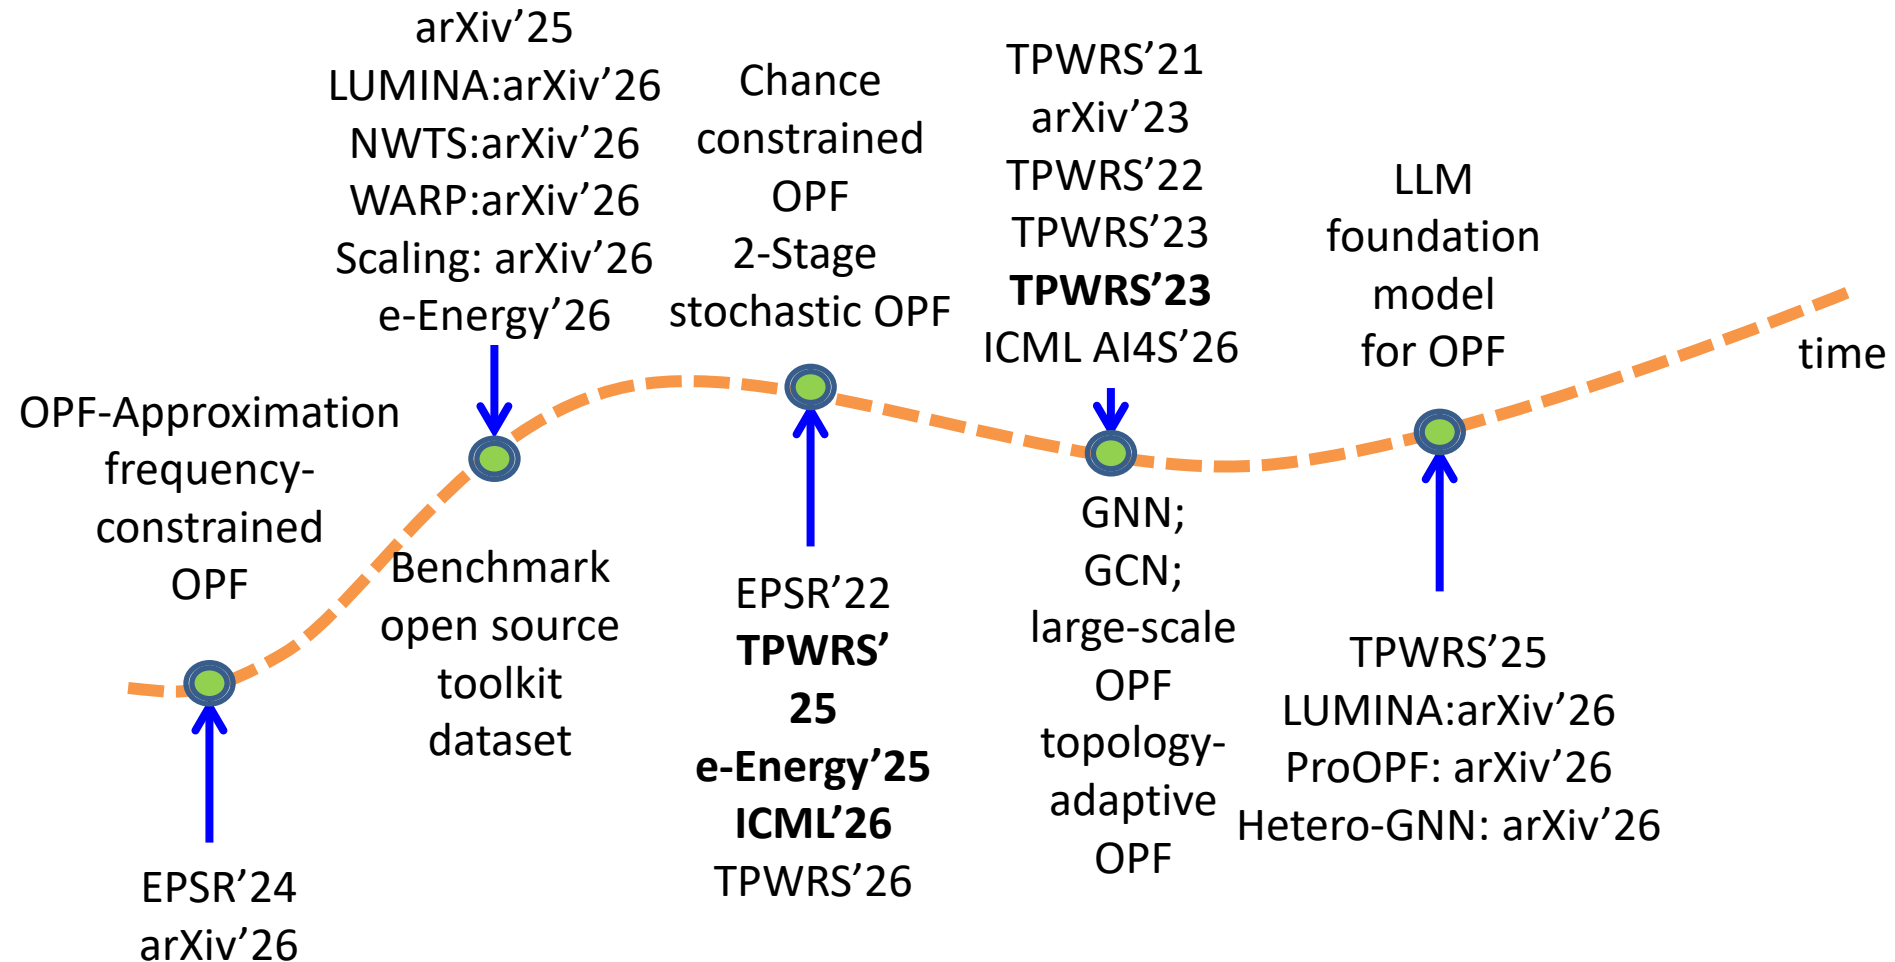 arXiv’25
LUMINA:arXiv’26
NWTS:arXiv’26
WARP:arXiv’26
Scaling: arXiv’26
e-Energy’26
Chance
constrained
OPF
2-Stage
stochastic OPF
TPWRS’21
arXiv’23
TPWRS’22
TPWRS’23
TPWRS’23
ICML AI4S’26
LLM
foundation
model
for OPF
time
OPF-Approximation
frequency-
constrained
OPF
Benchmark
open source
toolkit
dataset
EPSR’22
TPWRS’
25
e-Energy’25
ICML’26
TPWRS’26
GNN;
GCN;
large-scale
OPF
topology-
adaptive
OPF
TPWRS’25
LUMINA:arXiv’26
ProOPF: arXiv’26
Hetero-GNN: arXiv’26
EPSR’24
arXiv’26